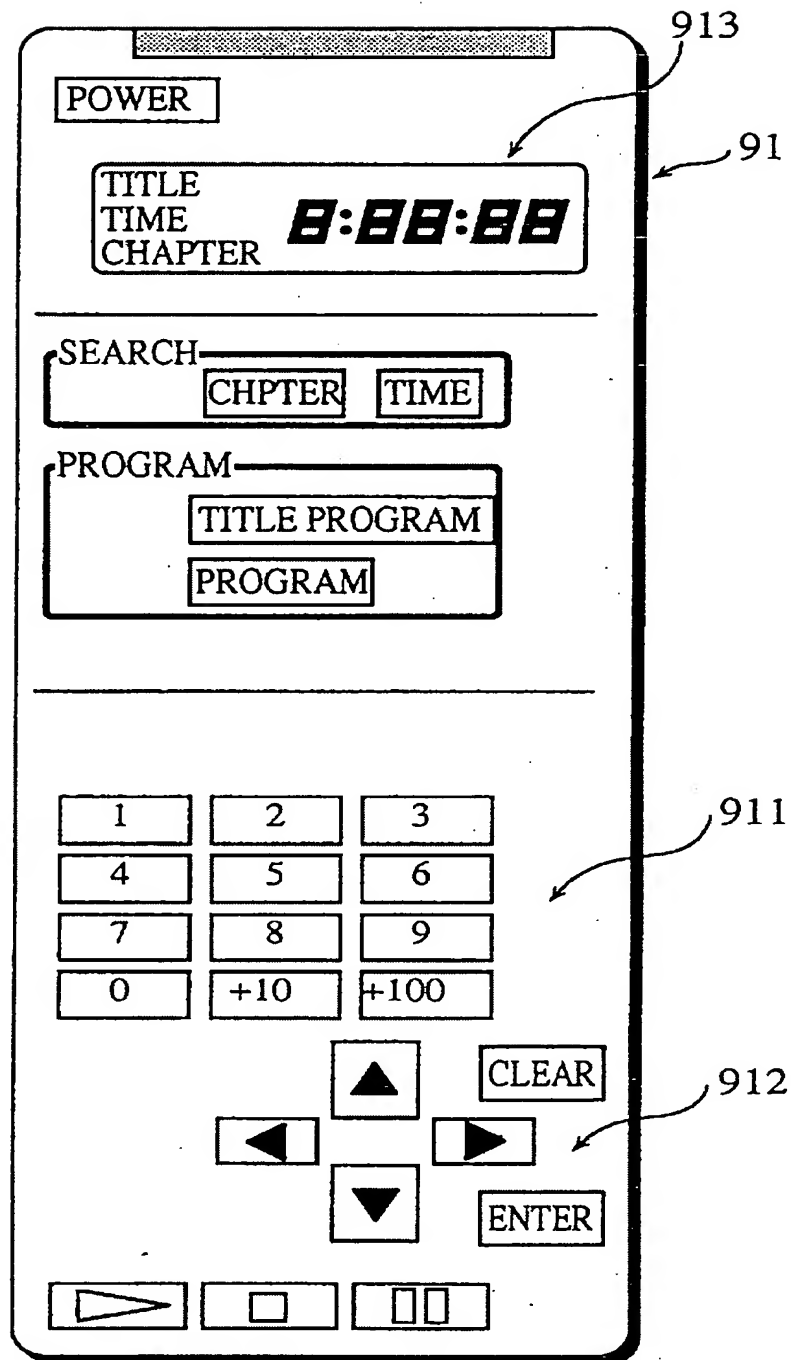 913
POWER
91
TITLE
TIME 8:88:88
CHAPTER
SEARCH
CHPTER TIME
PROGRAM
TITLE PROGRAM
PROGRAM
1 2 3
911
4 5 6
7 8 9
0 +10 +100
CLEAR
912
ENTER